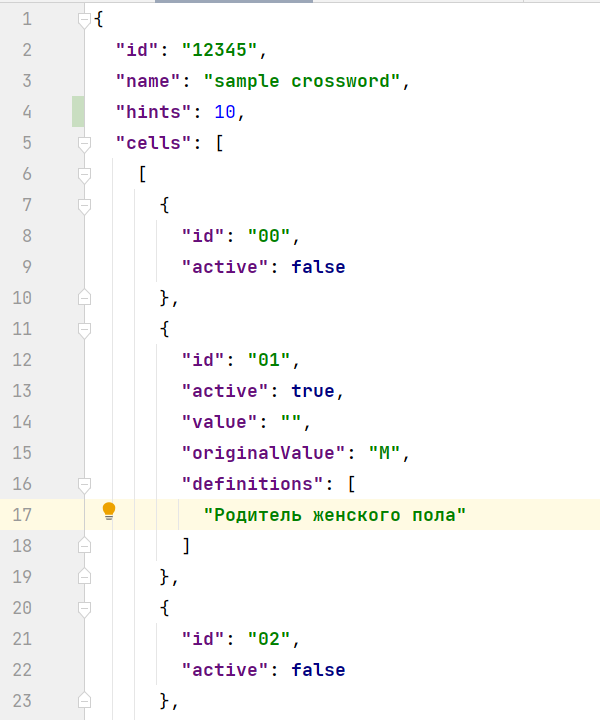 1 {
2 "id": "12345",
3 "name": "sample crossword",
4 "hints": 10,
5 "cells": [
6 [
7 {
8 "id": "00",
9 "active": false
10 },
11 {
12 "id": "01",
13 "active": true,
14 "value": "",
15 "originalValue": "М",
16 "definitions": [
17 "Родитель женского пола"
18 ]
19 },
20 {
21 "id": "02",
22 "active": false
23 },